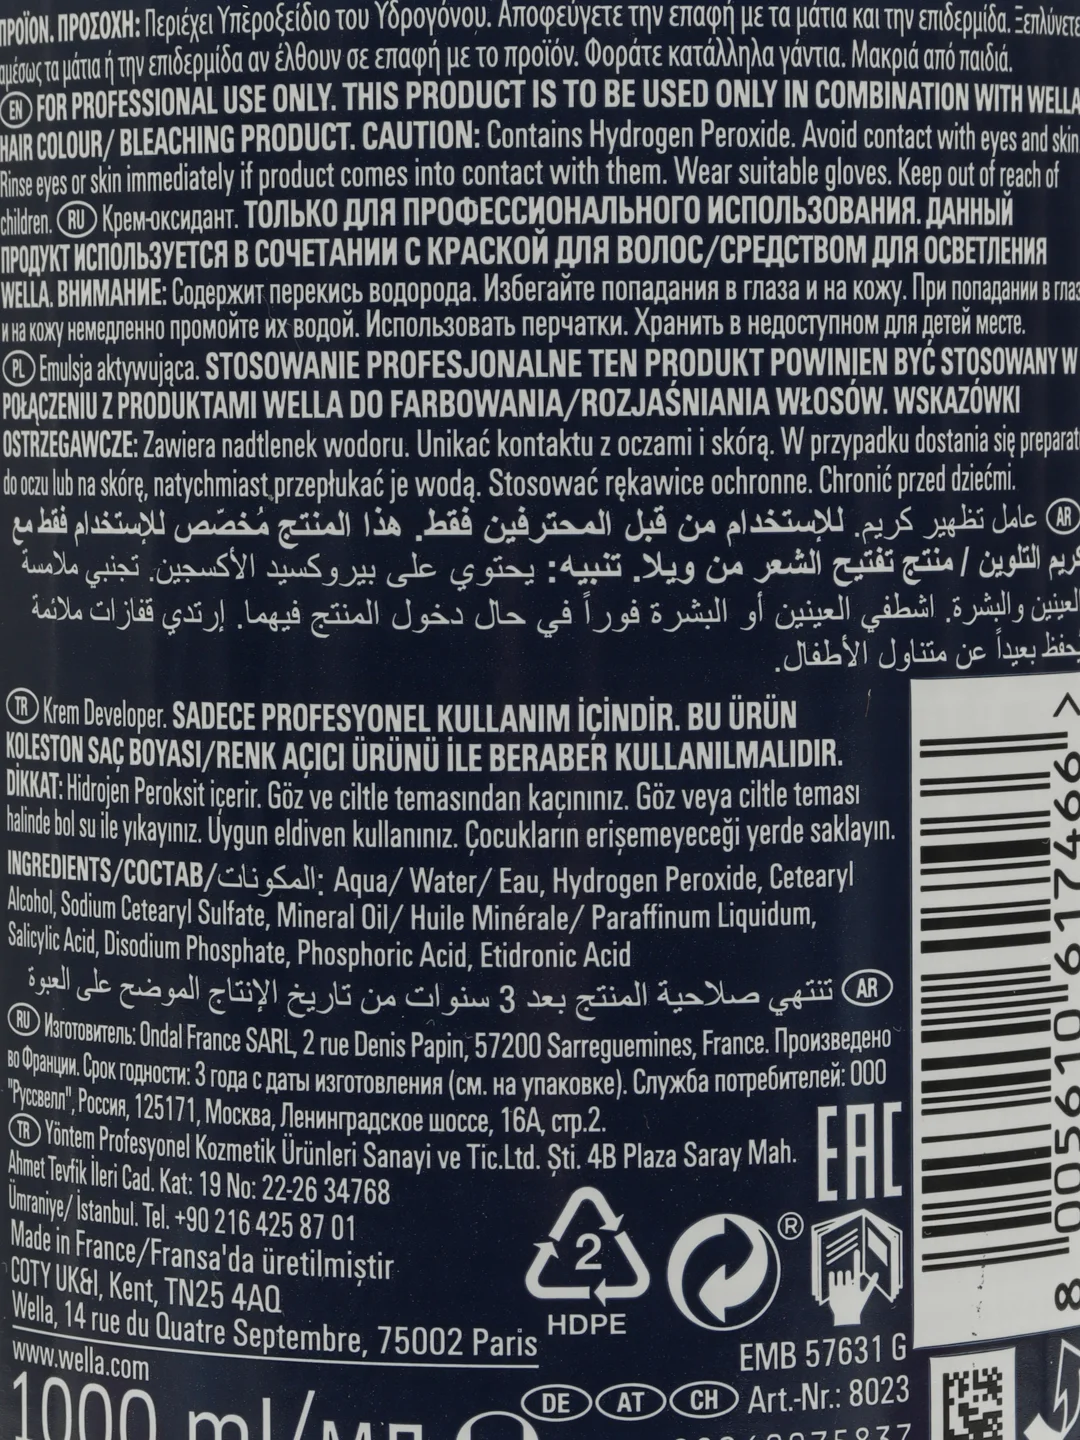 ΠΡΟΪΟΝ. ΠΡΟΣΟΧΗ: Περιέχει Υπεροξείδιο του Υδρογόνου. Αποφεύγετε την επαφή με τα μάτια και την επιδερμίδα. Ξεπλύνετε
αμέσως τα μάτια ή την επιδερμίδα αν έλθουν σε επαφή με το προϊόν. Φοράτε κατάλληλα γάντια. Μακριά από παιδιά.
EN FOR PROFESSIONAL USE ONLY. THIS PRODUCT IS TO BE USED ONLY IN COMBINATION WITH WELLA
HAIR COLOUR/ BLEACHING PRODUCT. CAUTION: Contains Hydrogen Peroxide. Avoid contact with eyes and skin.
Rinse eyes or skin immediately if product comes into contact with them. Wear suitable gloves. Keep out of reach of
children. RU Крем-оксидант. ТОЛЬКО ДЛЯ ПРОФЕССИОНАЛЬНОГО ИСПОЛЬЗОВАНИЯ. ДАННЫЙ
ПРОДУКТ ИСПОЛЬЗУЕТСЯ В СОЧЕТАНИИ С КРАСКОЙ ДЛЯ ВОЛОС/СРЕДСТВОМ ДЛЯ ОСВЕТЛЕНИЯ
WELLA. ВНИМАНИЕ: Содержит перекись водорода. Избегайте попадания в глаза и на кожу. При попадании в глаза
и на кожу немедленно промойте их водой. Использовать перчатки. Хранить в недоступном для детей месте.
PL Emulsja aktywująca. STOSOWANIE PROFESJONALNE TEN PRODUKT POWINIEN BYĆ STOSOWANY W
POŁĄCZENIU Z PRODUKTAMI WELLA DO FARBOWANIA/ROZJAŚNIANIA WŁOSÓW. WSKAZÓWKI
OSTRZEGAWCZE: Zawiera nadtlenek wodoru. Unikać kontaktu z oczami i skórą. W przypadku dostania się preparatu
do oczu lub na skórę, natychmiast przepłukać je wodą. Stosować rękawice ochronne. Chronić przed dziećmi.
AR عامل تظهير كريم. للإستخدام من قبل المحترفين فقط. هذا المنتج مُخصّص للإستخدام فقط مع
كريم التلوين / منتج تفتيح الشعر من ويلا. تنبيه: يحتوي على بيروكسيد الأكسجين. تجنبي ملامسة
العينين والبشرة. اشطفي العينين أو البشرة فوراً في حال دخول المنتج فيهما. إرتدي قفازات ملائمة
يحفظ بعيداً عن متناول الأطفال.
TR Krem Developer. SADECE PROFESYONEL KULLANIM İÇİNDİR. BU ÜRÜN
KOLESTON SAÇ BOYASI/RENK AÇICI ÜRÜNÜ İLE BERABER KULLANILMALIDIR.
DİKKAT: Hidrojen Peroksit içerir. Göz ve ciltle temasından kaçınınız. Göz veya ciltle teması
halinde bol su ile yıkayınız. Uygun eldiven kullanınız. Çocukların erişemeyeceği yerde saklayın.
INGREDIENTS/СОСТАВ/المكونات: Aqua/ Water/ Eau, Hydrogen Peroxide, Cetearyl
Alcohol, Sodium Cetearyl Sulfate, Mineral Oil/ Huile Minérale/ Paraffinum Liquidum,
Salicylic Acid, Disodium Phosphate, Phosphoric Acid, Etidronic Acid
AR تنتهي صلاحية المنتج بعد 3 سنوات من تاريخ الإنتاج الموضح على العبوة
RU Изготовитель: Ondal France SARL, 2 rue Denis Papin, 57200 Sarreguemines, France. Произведено
во Франции. Срок годности: 3 года с даты изготовления (см. на упаковке). Служба потребителей: ООО
"Руссвелл", Россия, 125171, Москва, Ленинградское шоссе, 16А, стр.2.
TR Yöntem Profesyonel Kozmetik Ürünleri Sanayi ve Tic.Ltd. Şti. 4B Plaza Saray Mah.
Ahmet Tevfik İleri Cad. Kat: 19 No: 22-26 34768
Ümraniye/ İstanbul. Tel. +90 216 425 87 01
Made in France/Fransa'da üretilmiştir
COTY UK&I, Kent, TN25 4AQ
Wella, 14 rue du Quatre Septembre, 75002 Paris
www.wella.com
1000 ml/мл
EAC
2
HDPE
®
EMB 57631 G
DE AT CH Art.-Nr.: 8023
8 005610 617466 >